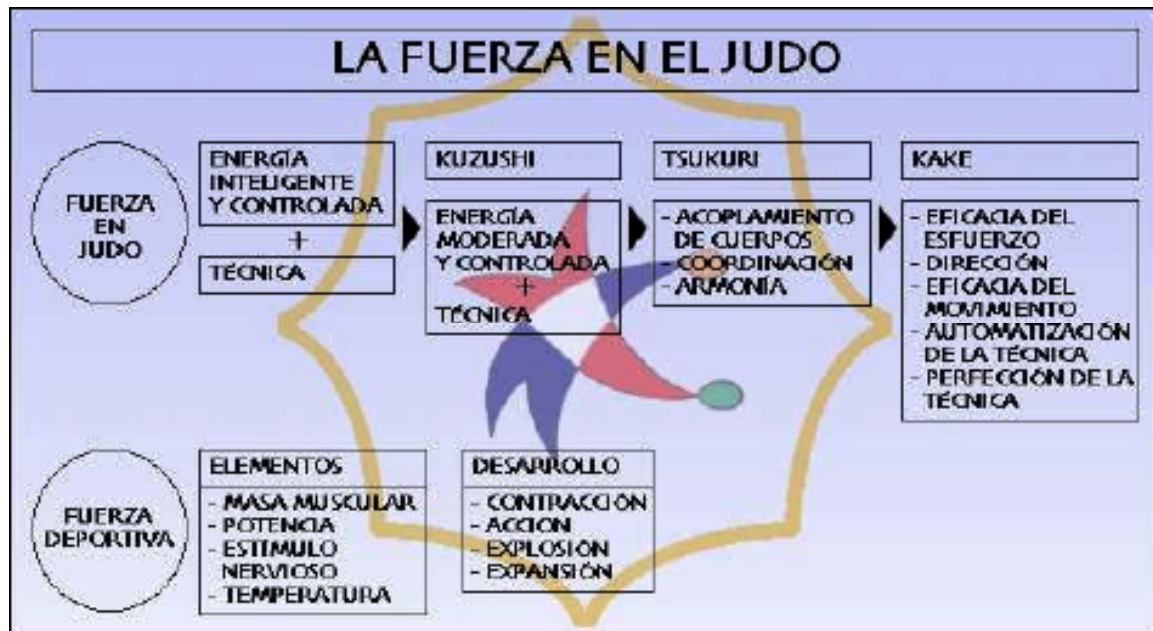 LA FUERZA EN EL JUDO
FUERZA
EN
JUDO
ENERGÍA
INTELIGENTE
Y CONTROLADA
+
TÉCNICA
KUZUSHI
ENERGÍA
MODERADA
Y CONTROLADA
+
TÉCNICA
TSUKURI
- ACOPLAMIENTO
DE CUERPOS
- COORDINACIÓN
- ARMONÍA
KAKE
- EFICACIA DEL
ESFUERZO
- DIRECCIÓN
- EFICACIA DEL
MOVIMIENTO
- AUTOMATIZACIÓN
DE LA TÉCNICA
- PERFECCIÓN DE LA
TÉCNICA
FUERZA
DEPORTIVA
ELEMENTOS
- MASA MUSCULAR
- POTENCIA
- ESTÍMULO
NERVIOSO
- TEMPERATURA
DESARROLLO
- CONTRACCIÓN
- ACCION
- EXPLOSIÓN
- EXPANSIÓN